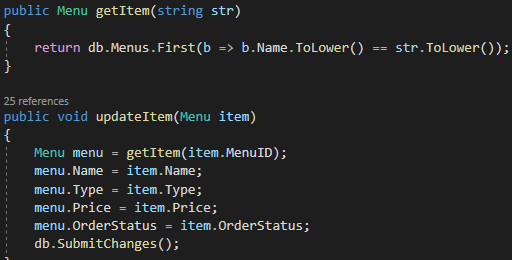 public Menu getItem(string str)
{
return db.Menus.First(b => b.Name.ToLower() == str.ToLower());
}
25 references
public void updateItem(Menu item)
{
Menu menu = getItem(item.MenuID);
menu.Name = item.Name;
menu.Type = item.Type;
menu.Price = item.Price;
menu.OrderStatus = item.OrderStatus;
db.SubmitChanges();
}